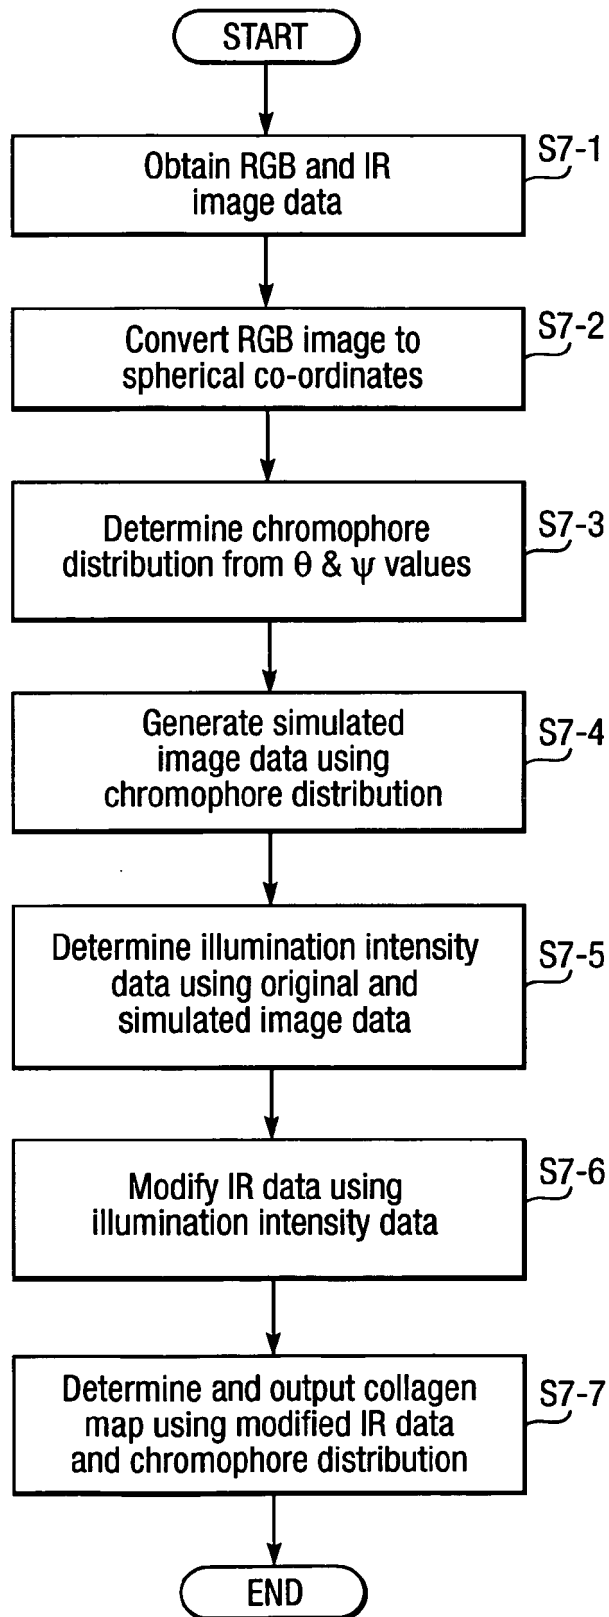 START
Obtain RGB and IR
image data
S7-1
Convert RGB image to
spherical co-ordinates
S7-2
Determine chromophore
distribution from θ & ψ values
S7-3
Generate simulated
image data using
chromophore distribution
S7-4
Determine illumination intensity
data using original and
simulated image data
S7-5
Modify IR data using
illumination intensity data
S7-6
Determine and output collagen
map using modified IR data
and chromophore distribution
S7-7
END